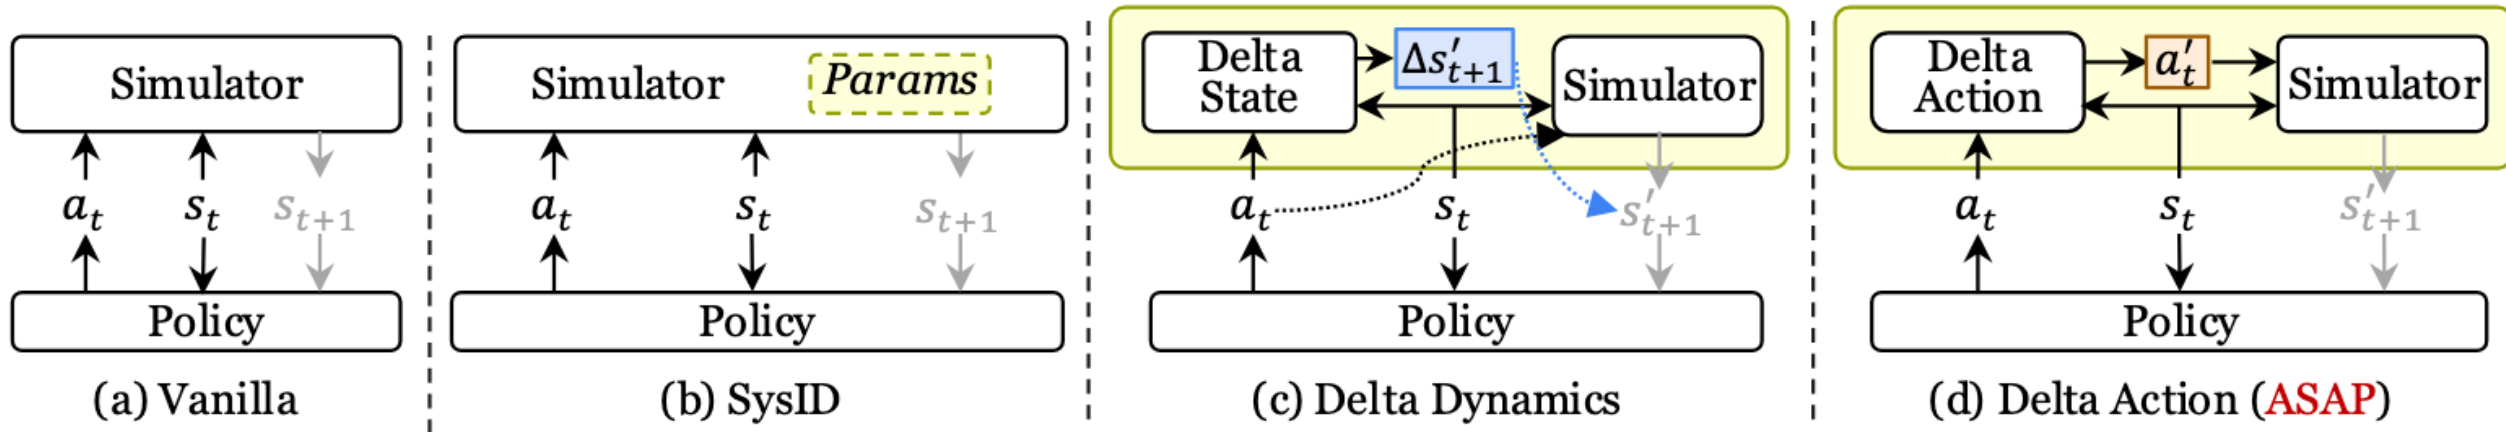 Simulator
a_t
s_t
s_{t+1}
Policy
(a) Vanilla
Simulator
Params
a_t
s_t
s_{t+1}
Policy
(b) SysID
Delta
State
Δs'_{t+1}
Simulator
a_t
s_t
s'_{t+1}
Policy
(c) Delta Dynamics
Delta
Action
a'_t
Simulator
a_t
s_t
s'_{t+1}
Policy
(d) Delta Action (ASAP)